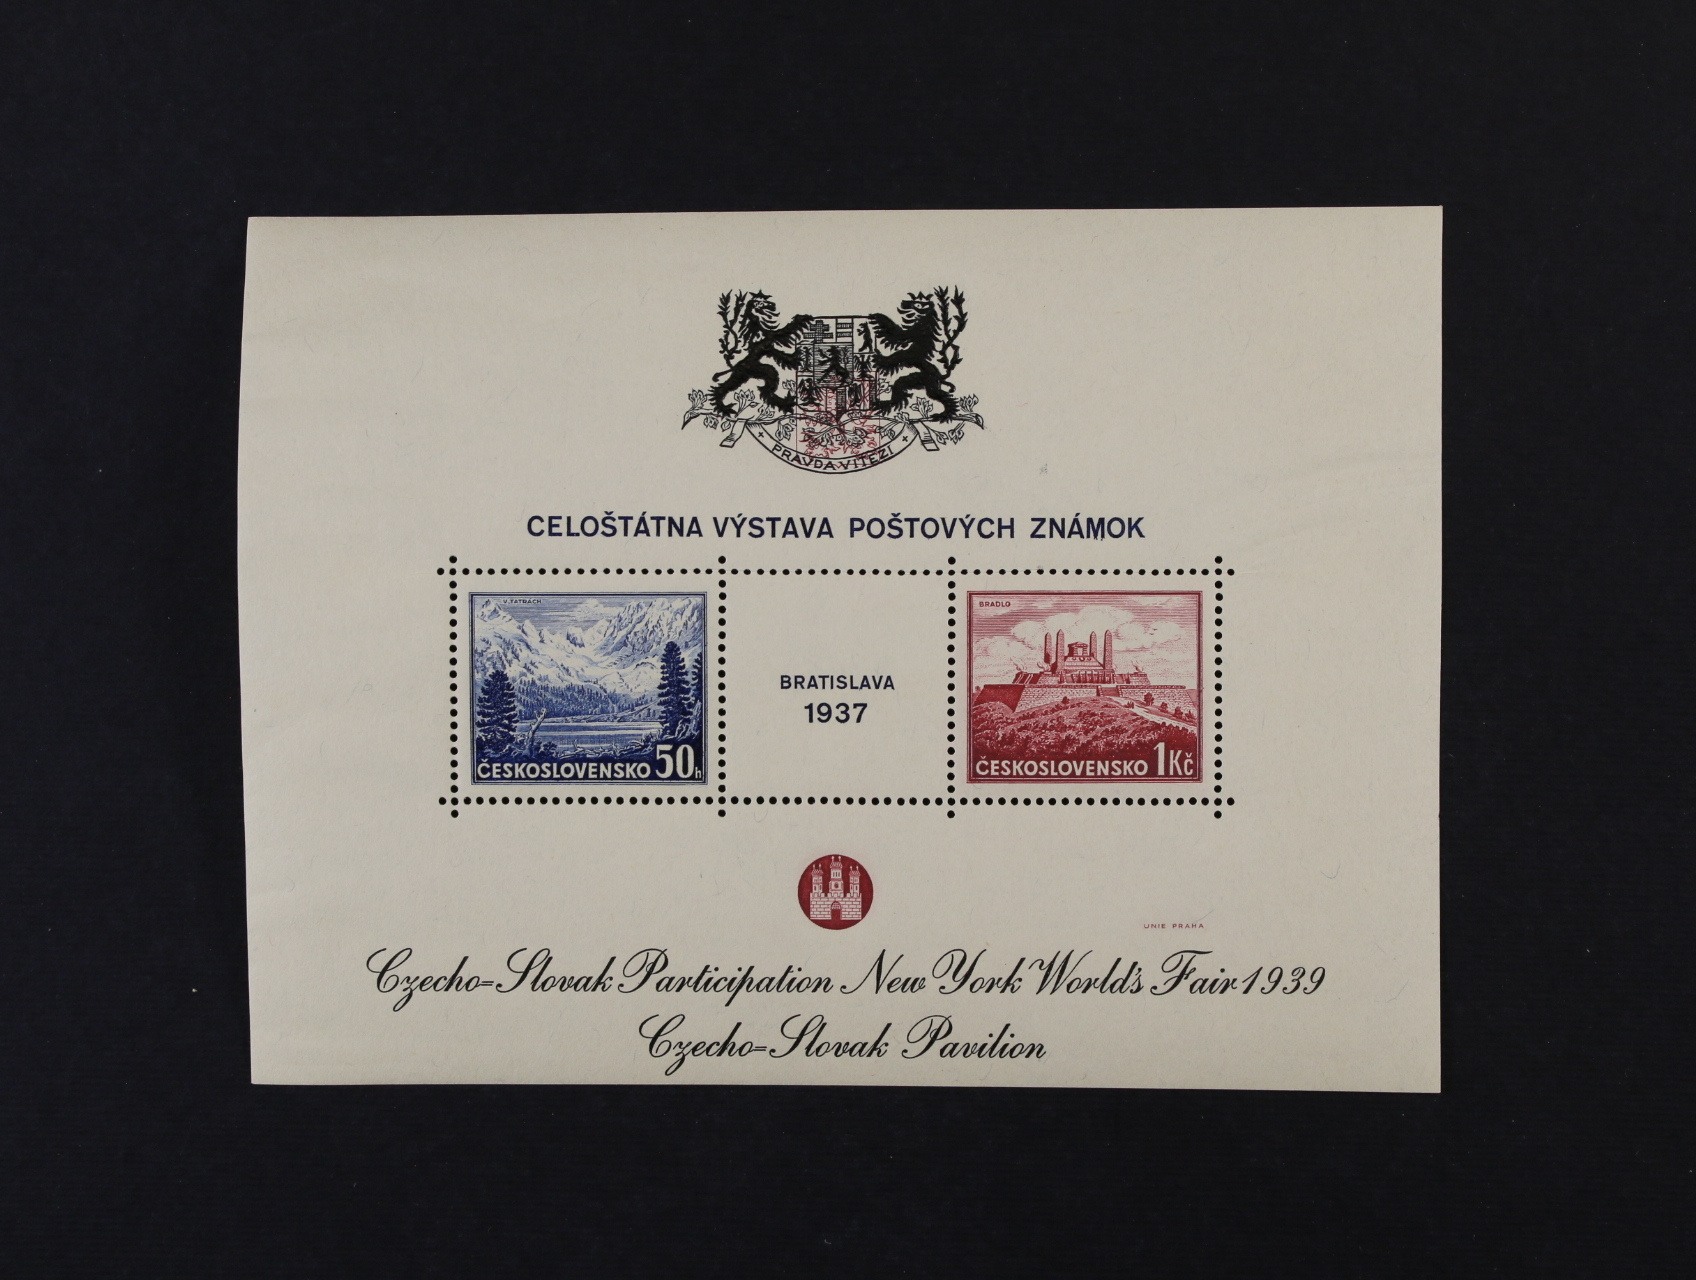 PRAVDA VÍTĚZÍ
CELOŠTÁTNA VÝSTAVA POŠTOVÝCH ZNÁMOK
V. TATRÁCH
ČESKOSLOVENSKO 50h
BRATISLAVA
1937
BRADLO
ČESKOSLOVENSKO 1Kč
UNIE PRAHA
Czecho=Slovak Participation New York World's Fair 1939
Czecho=Slovak Pavilion